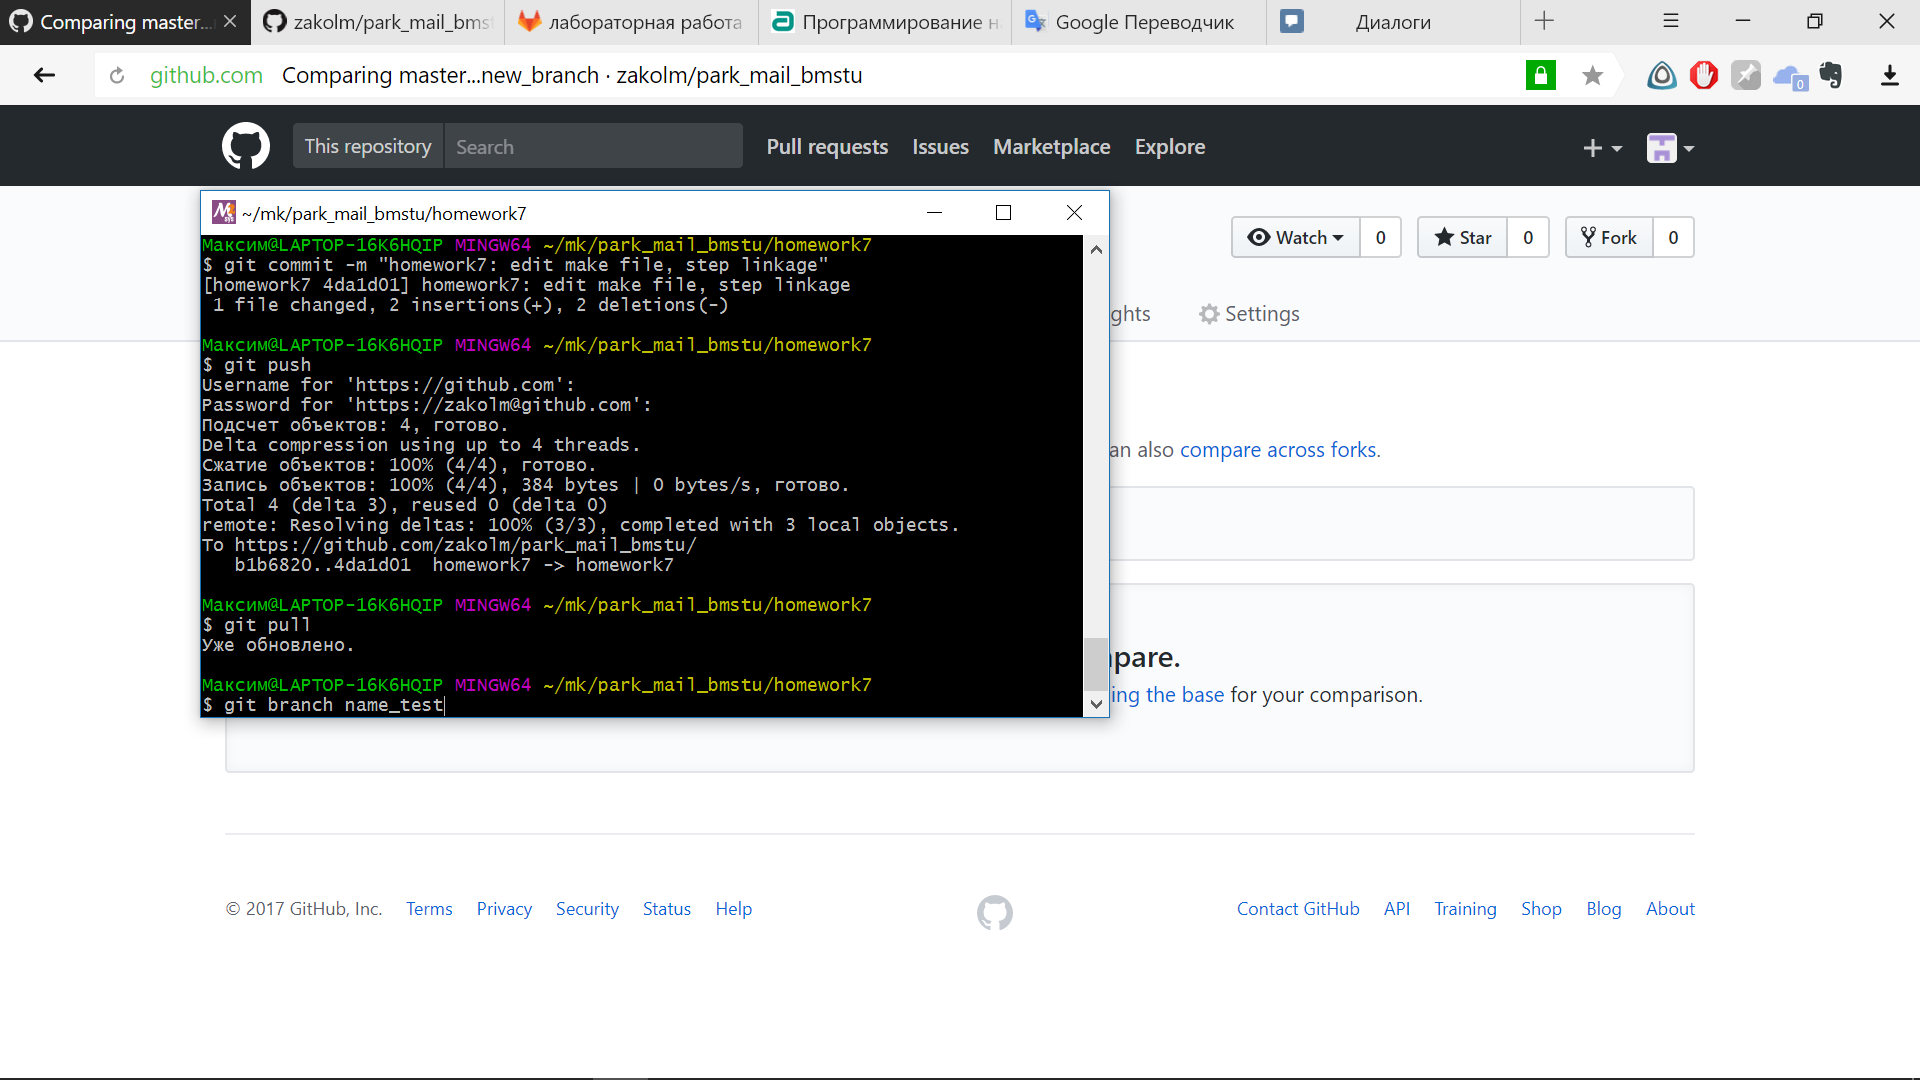 Comparing master...
zakolm/park_mail_bmst
лабораторная работа
Программирование н
Google Переводчик
Диалоги
github.com Comparing master...new_branch · zakolm/park_mail_bmstu
0
This repository Search Pull requests Issues Marketplace Explore
Watch 0 Star 0 Fork 0
ghts Settings
~/mk/park_mail_bmstu/homework7
Максим@LAPTOP-16K6HQIP MINGW64 ~/mk/park_mail_bmstu/homework7
$ git commit -m "homework7: edit make file, step linkage"
[homework7 4da1d01] homework7: edit make file, step linkage
1 file changed, 2 insertions(+), 2 deletions(-)
Максим@LAPTOP-16K6HQIP MINGW64 ~/mk/park_mail_bmstu/homework7
$ git push
Username for 'https://github.com':
Password for 'https://zakolm@github.com':
Подсчет объектов: 4, готово.
Delta compression using up to 4 threads.
Сжатие объектов: 100% (4/4), готово.
Запись объектов: 100% (4/4), 384 bytes | 0 bytes/s, готово.
Total 4 (delta 3), reused 0 (delta 0)
remote: Resolving deltas: 100% (3/3), completed with 3 local objects.
To https://github.com/zakolm/park_mail_bmstu/
b1b6820..4da1d01 homework7 -> homework7
Максим@LAPTOP-16K6HQIP MINGW64 ~/mk/park_mail_bmstu/homework7
$ git pull
Уже обновлено.
Максим@LAPTOP-16K6HQIP MINGW64 ~/mk/park_mail_bmstu/homework7
$ git branch name_test
an also compare across forks.
pare.
ing the base for your comparison.
© 2017 GitHub, Inc. Terms Privacy Security Status Help
Contact GitHub API Training Shop Blog About